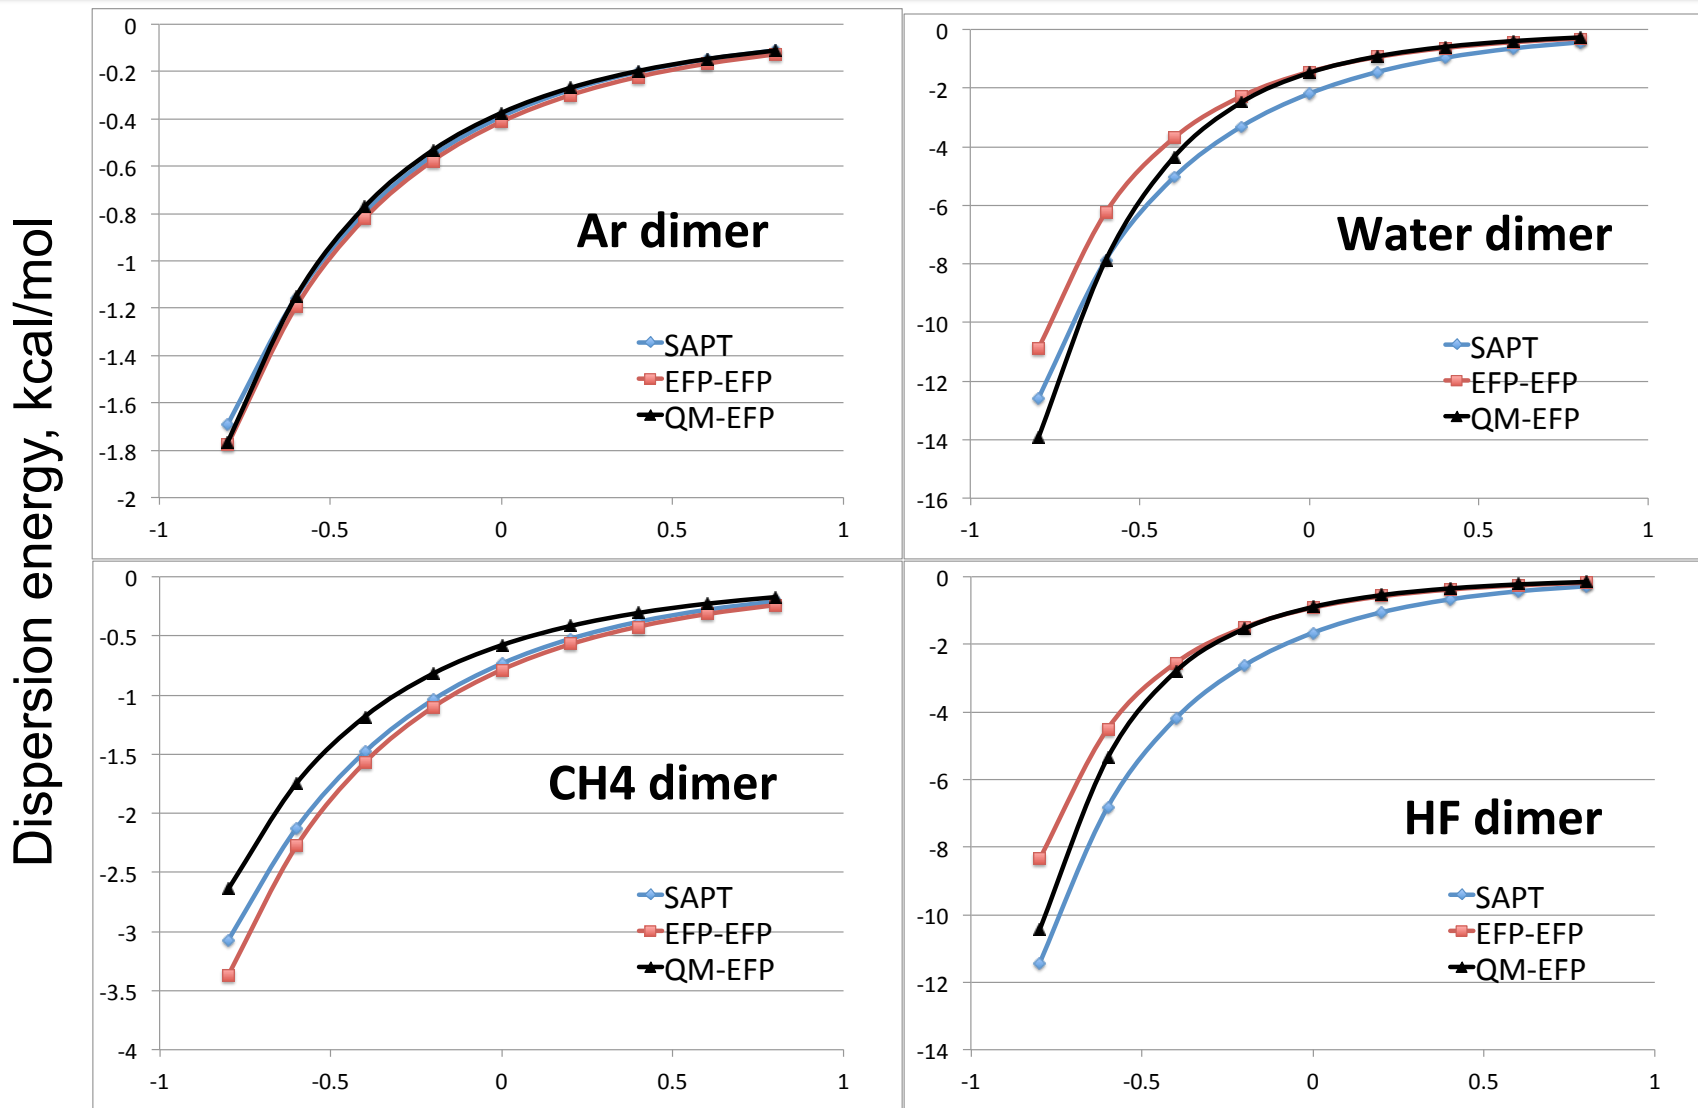 Dispersion energy, kcal/mol
0
-0.2
-0.4
-0.6
-0.8
-1
-1.2
-1.4
-1.6
-1.8
-2
-1 -0.5 0 0.5 1
Ar dimer
SAPT
EFP-EFP
QM-EFP
0
-2
-4
-6
-8
-10
-12
-14
-16
-1 -0.5 0 0.5 1
Water dimer
SAPT
EFP-EFP
QM-EFP
0
-0.5
-1
-1.5
-2
-2.5
-3
-3.5
-4
-1 -0.5 0 0.5 1
CH4 dimer
SAPT
EFP-EFP
QM-EFP
0
-2
-4
-6
-8
-10
-12
-14
-1 -0.5 0 0.5 1
HF dimer
SAPT
EFP-EFP
QM-EFP